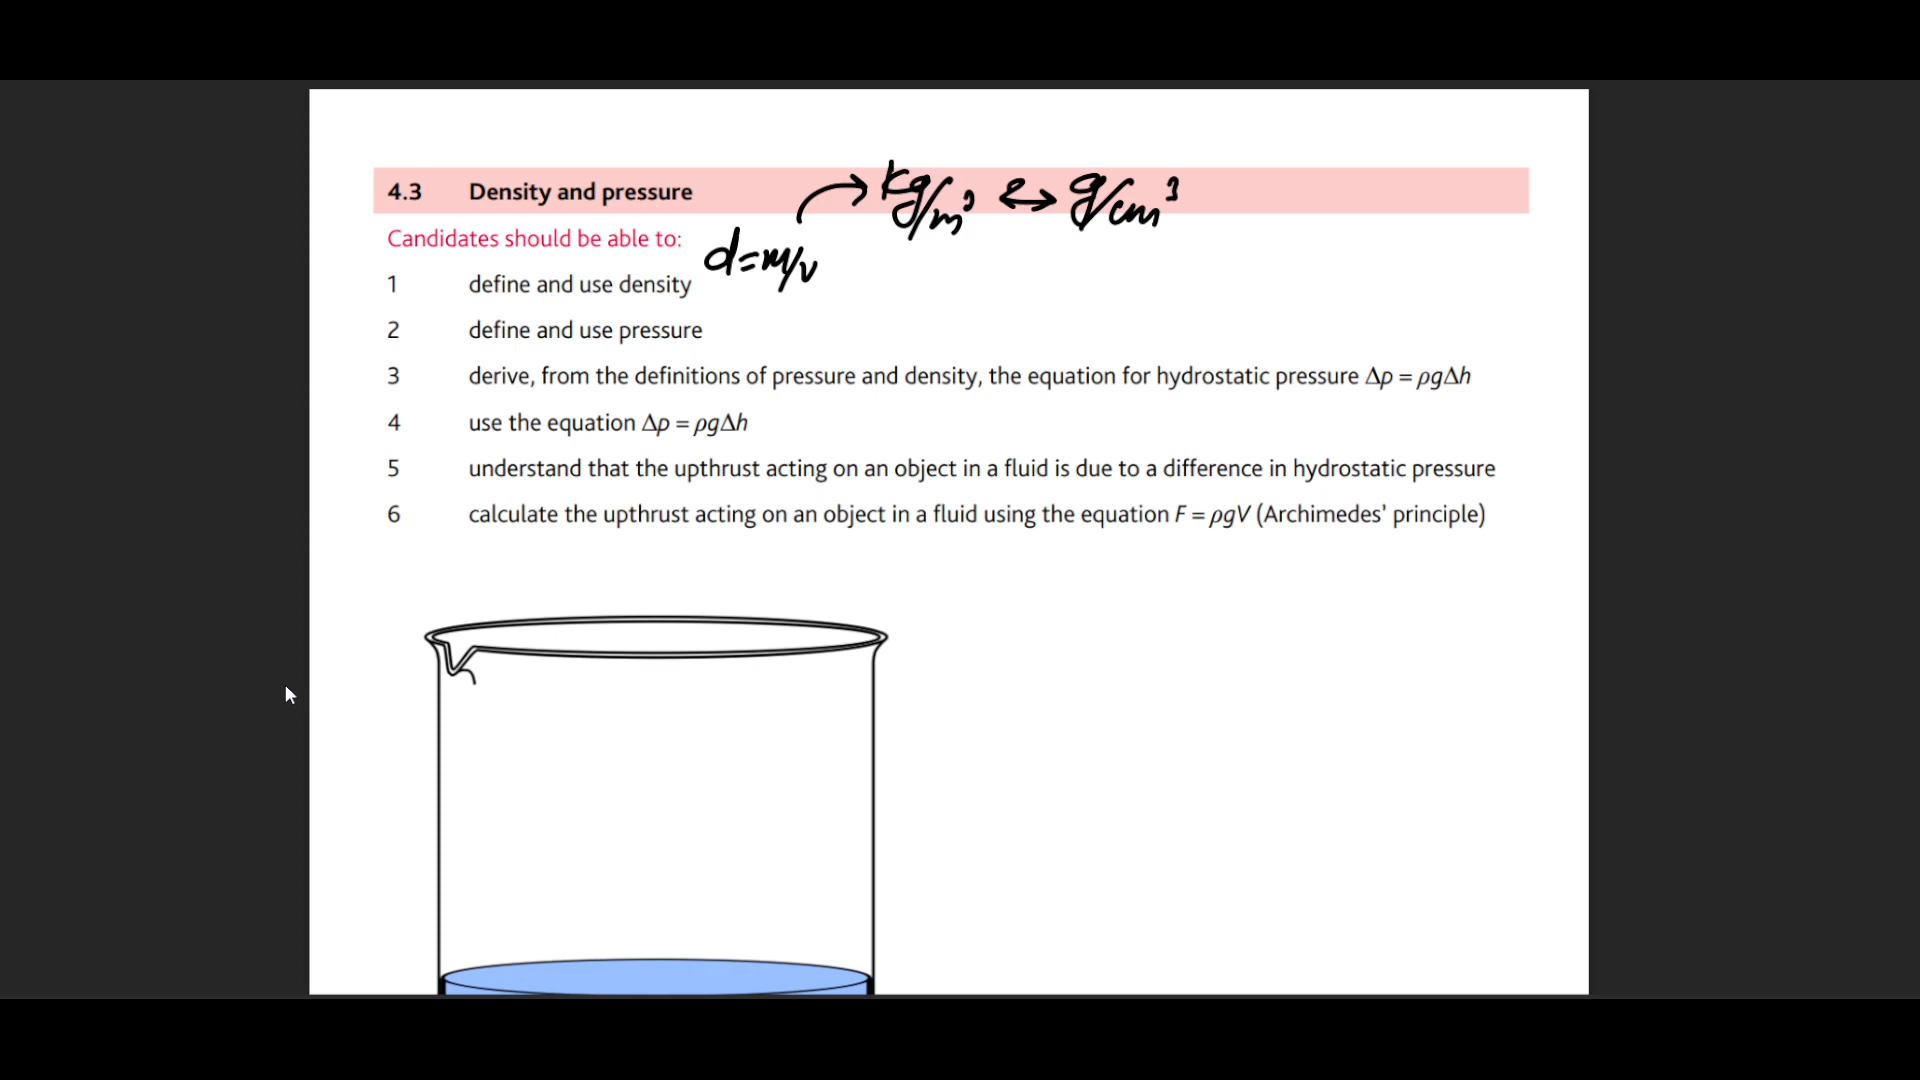 4.3 Density and pressure kg/m³ ↔ g/cm³
Candidates should be able to:
d=m/v
1 define and use density
2 define and use pressure
3 derive, from the definitions of pressure and density, the equation for hydrostatic pressure Δp = ρgΔh
4 use the equation Δp = ρgΔh
5 understand that the upthrust acting on an object in a fluid is due to a difference in hydrostatic pressure
6 calculate the upthrust acting on an object in a fluid using the equation F = ρgV (Archimedes’ principle)